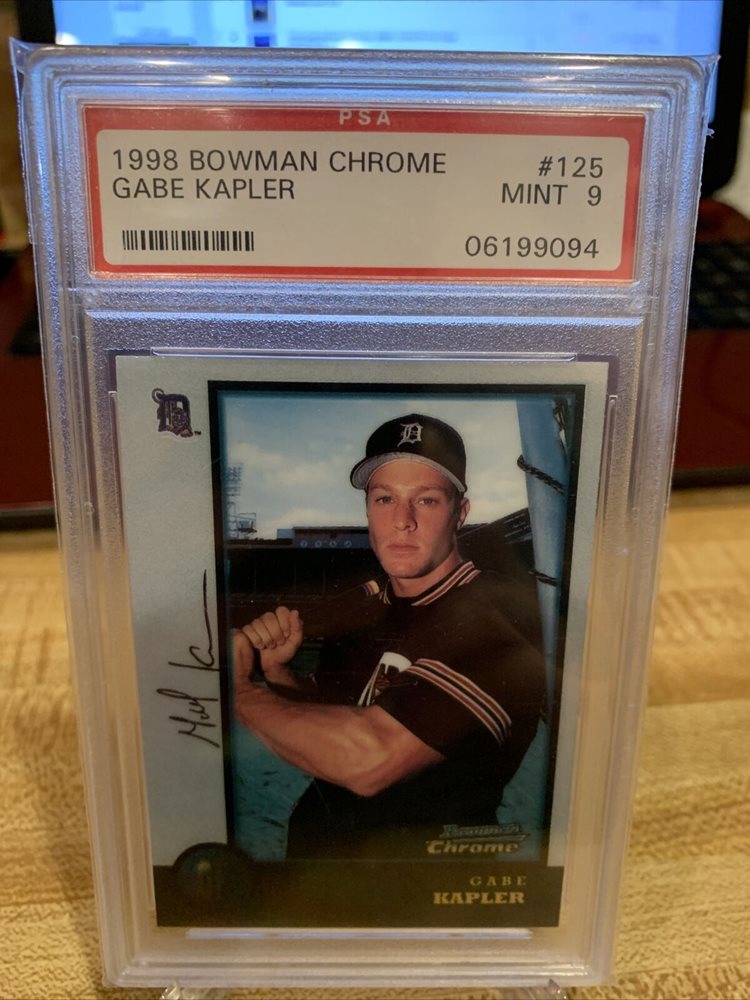 PSA
1998 BOWMAN CHROME #125
GABE KAPLER MINT 9
06199094
D
Bowman
Chrome
GABE
KAPLER